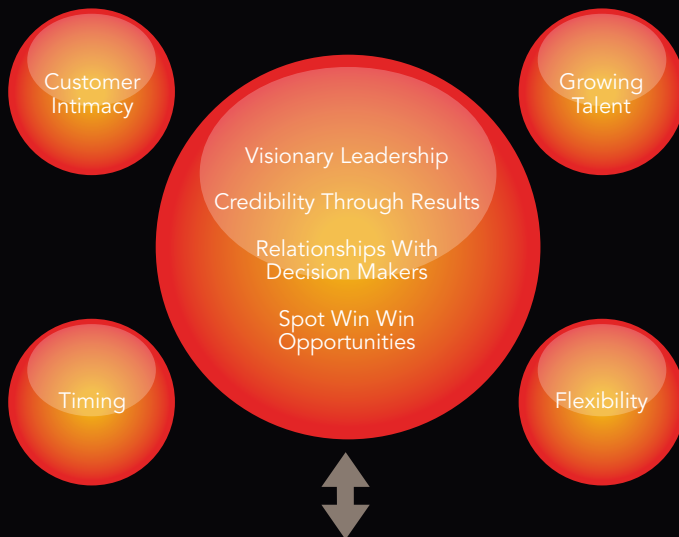 Customer
Intimacy
Growing
Talent
Visionary Leadership
Credibility Through Results
Relationships With
Decision Makers
Spot Win Win
Opportunities
Timing
Flexibility